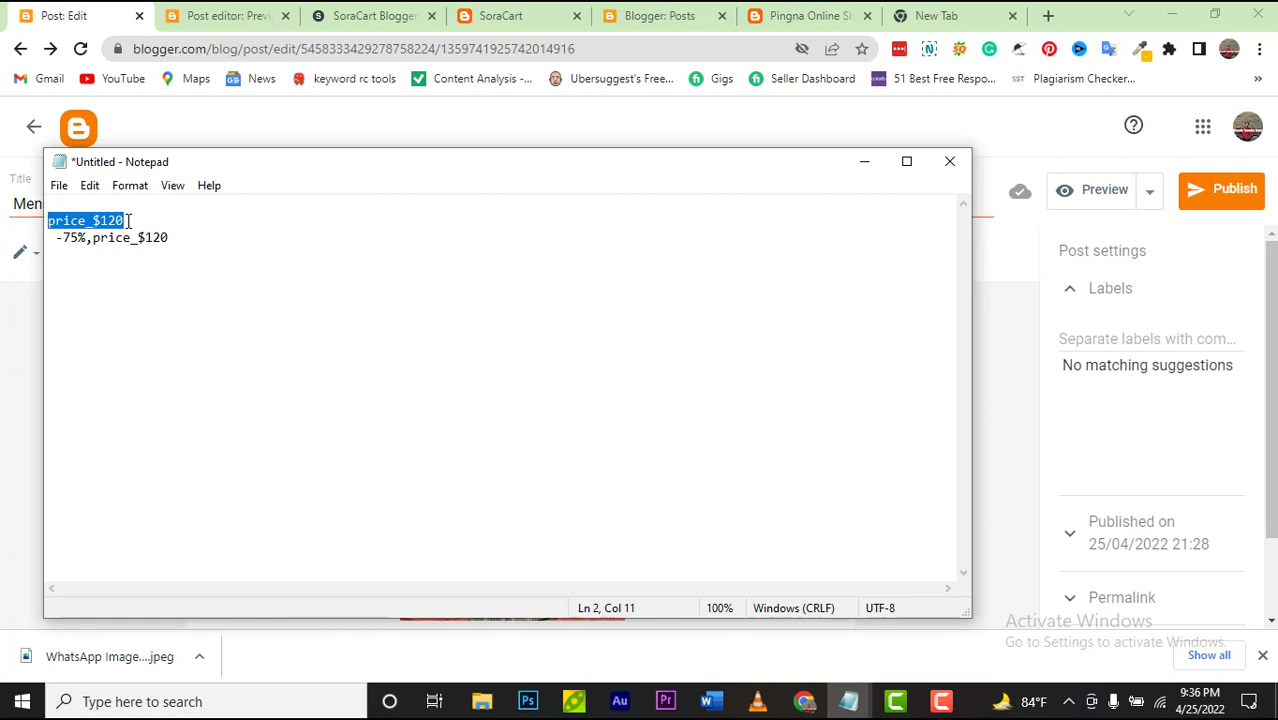 Post: Edit
Post editor: Previ
SoraCart Blogger
SoraCart
Blogger: Posts
Pingna Online Sh
New Tab
blogger.com/blog/post/edit/5458333429278758224/1359741925742014916
Gmail
YouTube
Maps
News
keyword rc tools
Content Analysis -...
Ubersuggest's Free...
Gigs
Seller Dashboard
51 Best Free Respo...
SST Plagiarism Checker...
Title
Men
*Untitled - Notepad
File Edit Format View Help
price_$120
-75%,price_$120
Ln 2, Col 11
100%
Windows (CRLF)
UTF-8
Preview
Publish
Post settings
Labels
Separate labels with com...
No matching suggestions
Published on
25/04/2022 21:28
Permalink
Activate Windows
Go to Settings to activate Windows.
WhatsApp Image....jpeg
Show all
Type here to search
84°F
9:36 PM
4/25/2022